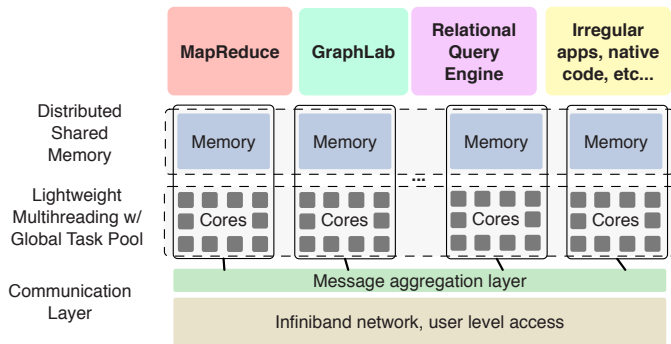 MapReduce
GraphLab
Relational
Query
Engine
Irregular
apps, native
code, etc...
Distributed
Shared
Memory
Memory
Memory
Memory
Memory
...
Lightweight
Multihreading w/
Global Task Pool
Cores
Cores
Cores
Cores
Communication
Layer
Message aggregation layer
Infiniband network, user level access